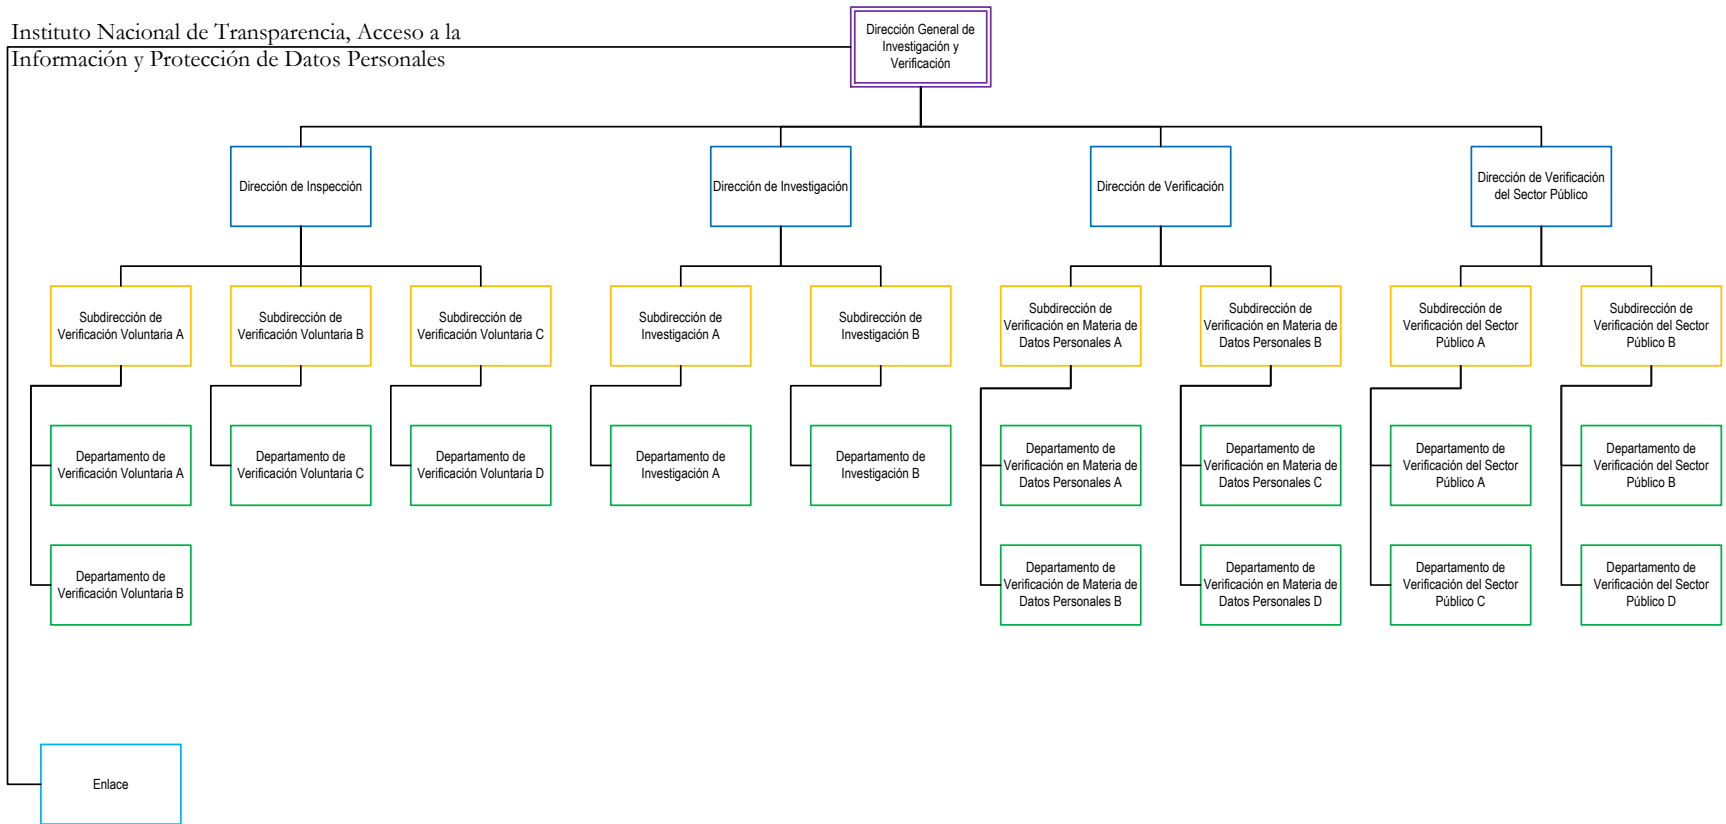 Instituto Nacional de Transparencia, Acceso a la
Información y Protección de Datos Personales
Dirección General de
Investigación y
Verificación
Dirección de Inspección
Dirección de Investigación
Dirección de Verificación
Dirección de Verificación
del Sector Público
Subdirección de
Verificación Voluntaria A
Subdirección de
Verificación Voluntaria B
Subdirección de
Verificación Voluntaria C
Subdirección de
Investigación A
Subdirección de
Investigación B
Subdirección de
Verificación en Materia de
Datos Personales A
Subdirección de
Verificación en Materia de
Datos Personales B
Subdirección de
Verificación del Sector
Público A
Subdirección de
Verificación del Sector
Público B
Departamento de
Verificación Voluntaria A
Departamento de
Verificación Voluntaria C
Departamento de
Verificación Voluntaria D
Departamento de
Investigación A
Departamento de
Investigación B
Departamento de
Verificación en Materia de
Datos Personales A
Departamento de
Verificación en Materia de
Datos Personales C
Departamento de
Verificación del Sector
Público A
Departamento de
Verificación del Sector
Público B
Departamento de
Verificación Voluntaria B
Departamento de
Verificación de Materia de
Datos Personales B
Departamento de
Verificación en Materia de
Datos Personales D
Departamento de
Verificación del Sector
Público C
Departamento de
Verificación del Sector
Público D
Enlace